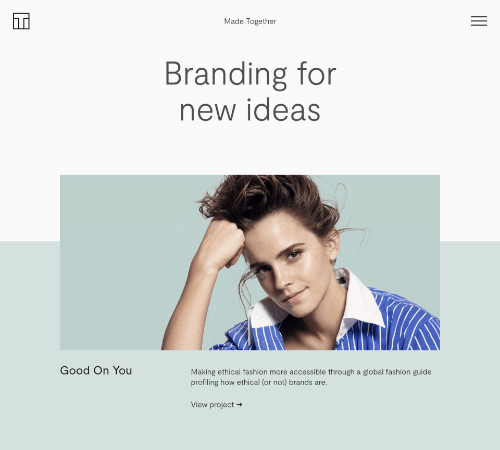 Made Together
Branding for
new ideas
Good On You
Making ethical fashion more accessible through a global fashion guide
profiling how ethical (or not) brands are.
View project →